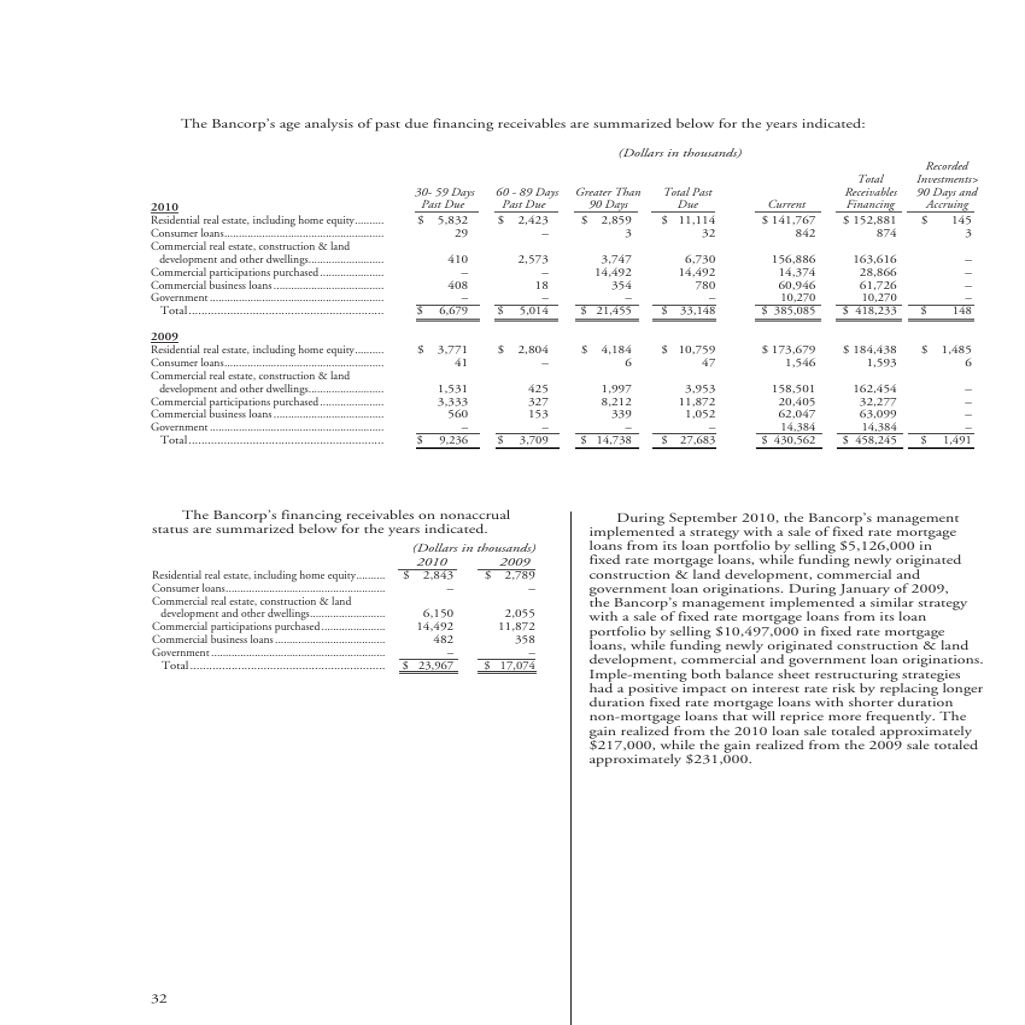 The Bancorp's age analysis of past due financing receivables are summarized below for the years indicated:
(Dollars in thousands)
Recorded
Total Investments>
30- 59 Days 60 - 89 Days Greater Than Total Past Receivables 90 Days and
2010 Past Due Past Due 90 Days Due Current Financing Accruing
Residential real estate, including home equity.......... $ 5,832 $ 2,423 $ 2,859 $ 11,114 $ 141,767 $ 152,881 $ 145
Consumer loans....................................................... 29 – 3 32 842 874 3
Commercial real estate, construction & land
development and other dwellings.......................... 410 2,573 3,747 6,730 156,886 163,616 –
Commercial participations purchased...................... – – 14,492 14,492 14,374 28,866 –
Commercial business loans...................................... 408 18 354 780 60,946 61,726 –
Government............................................................ – – – – 10,270 10,270 –
Total.............................................................. $ 6,679 $ 5,014 $ 21,455 $ 33,148 $ 385,085 $ 418,233 $ 148
2009
Residential real estate, including home equity.......... $ 3,771 $ 2,804 $ 4,184 $ 10,759 $ 173,679 $ 184,438 $ 1,485
Consumer loans....................................................... 41 – 6 47 1,546 1,593 6
Commercial real estate, construction & land
development and other dwellings.......................... 1,531 425 1,997 3,953 158,501 162,454 –
Commercial participations purchased...................... 3,333 327 8,212 11,872 20,405 32,277 –
Commercial business loans...................................... 560 153 339 1,052 62,047 63,099 –
Government............................................................ – – – – 14,384 14,384 –
Total.............................................................. $ 9,236 $ 3,709 $ 14,738 $ 27,683 $ 430,562 $ 458,245 $ 1,491
The Bancorp's financing receivables on nonaccrual
status are summarized below for the years indicated.
(Dollars in thousands)
2010 2009
Residential real estate, including home equity.......... $ 2,843 $ 2,789
Consumer loans....................................................... – –
Commercial real estate, construction & land
development and other dwellings.......................... 6,150 2,055
Commercial participations purchased...................... 14,492 11,872
Commercial business loans...................................... 482 358
Government............................................................ – –
Total.............................................................. $ 23,967 $ 17,074
During September 2010, the Bancorp's management
implemented a strategy with a sale of fixed rate mortgage
loans from its loan portfolio by selling $5,126,000 in
fixed rate mortgage loans, while funding newly originated
construction & land development, commercial and
government loan originations. During January of 2009,
the Bancorp's management implemented a similar strategy
with a sale of fixed rate mortgage loans from its loan
portfolio by selling $10,497,000 in fixed rate mortgage
loans, while funding newly originated construction & land
development, commercial and government loan originations.
Imple-menting both balance sheet restructuring strategies
had a positive impact on interest rate risk by replacing longer
duration fixed rate mortgage loans with shorter duration
non-mortgage loans that will reprice more frequently. The
gain realized from the 2010 loan sale totaled approximately
$217,000, while the gain realized from the 2009 sale totaled
approximately $231,000.
32